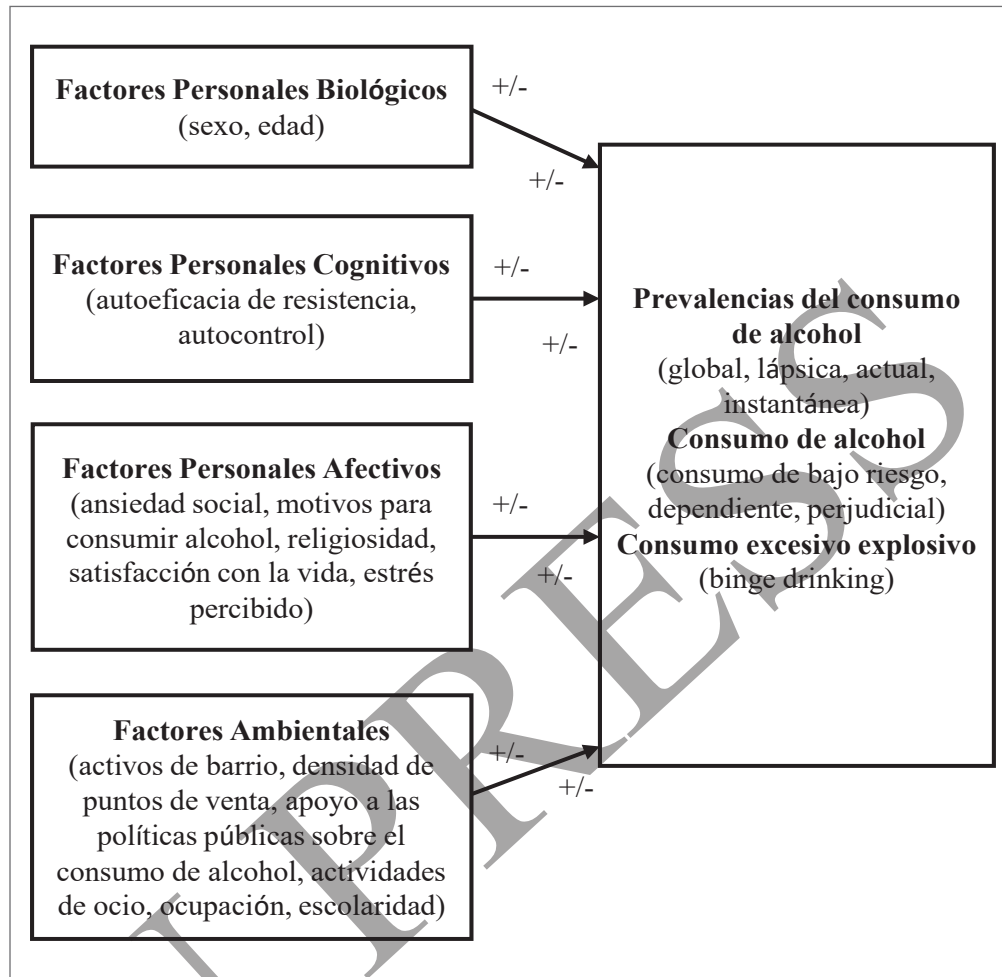 Factores Personales Biológicos
(sexo, edad)
+/-
+/-
Factores Personales Cognitivos
(autoeficacia de resistencia,
autocontrol)
+/-
+/-
Factores Personales Afectivos
(ansiedad social, motivos para
consumir alcohol, religiosidad,
satisfacción con la vida, estrés
percibido)
+/-
+/-
Factores Ambientales
(activos de barrio, densidad de
puntos de venta, apoyo a las
políticas públicas sobre el
consumo de alcohol, actividades
de ocio, ocupación, escolaridad)
+/-
+/-
Prevalencias del consumo
de alcohol
(global, lápsica, actual,
instantánea)
Consumo de alcohol
(consumo de bajo riesgo,
dependiente, perjudicial)
Consumo excesivo explosivo
(binge drinking)
PRESS